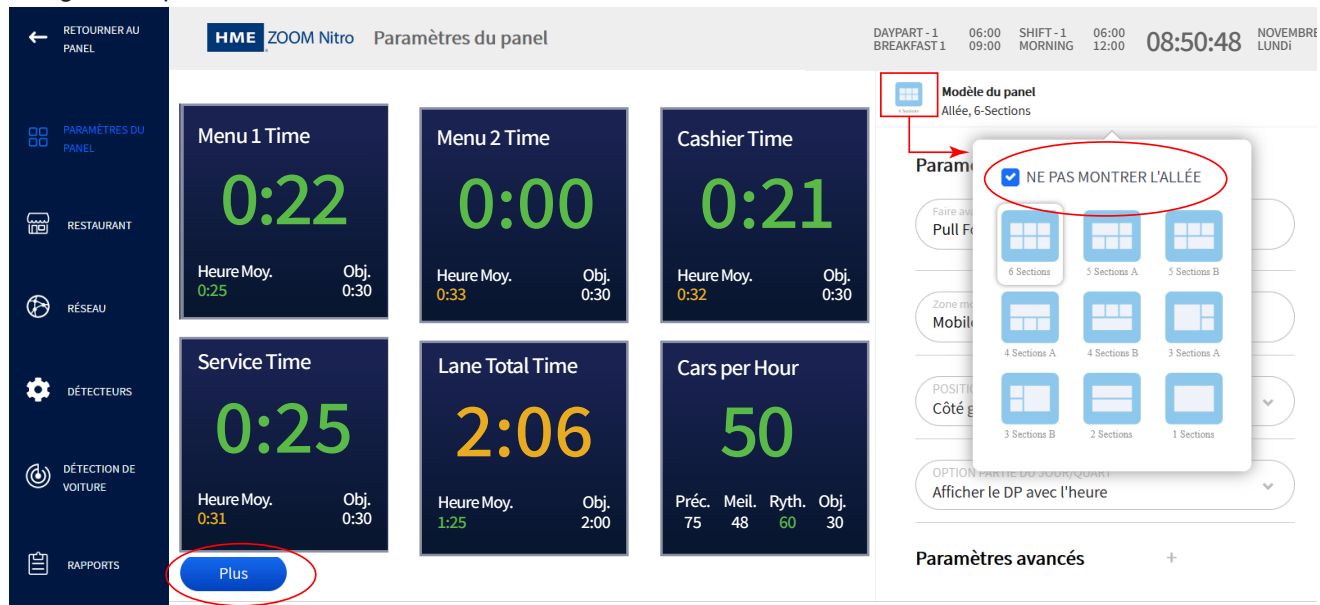 RETOURNER AU
PANEL
HME ZOOM Nitro Paramètres du panel
DAYPART - 1 06:00 SHIFT - 1 06:00
BREAKFAST 1 09:00 MORNING 12:00
08:50:48
NOVEMBRE
LUNDi
PARAMÈTRES DU
PANEL
RESTAURANT
RÉSEAU
DÉTECTEURS
DÉTECTION DE
VOITURE
RAPPORTS
Menu 1 Time
0:22
Heure Moy. Obj.
0:25 0:30
Menu 2 Time
0:00
Heure Moy. Obj.
0:33 0:30
Cashier Time
0:21
Heure Moy. Obj.
0:32 0:30
Service Time
0:25
Heure Moy. Obj.
0:31 0:30
Lane Total Time
2:06
Heure Moy. Obj.
1:25 2:00
Cars per Hour
50
Préc. Meil. Ryth. Obj.
75 48 60 30
Plus
6 Sections
Modèle du panel
Allée, 6-Sections
NE PAS MONTRER L'ALLÉE
6 Sections 5 Sections A 5 Sections B
4 Sections A 4 Sections B 3 Sections A
3 Sections B 2 Sections 1 Sections
Faire
Pull
Zone
Côté
OPTION PARTIE DU JOUR/QUART
Afficher le DP avec l'heure
Paramètres avancés +